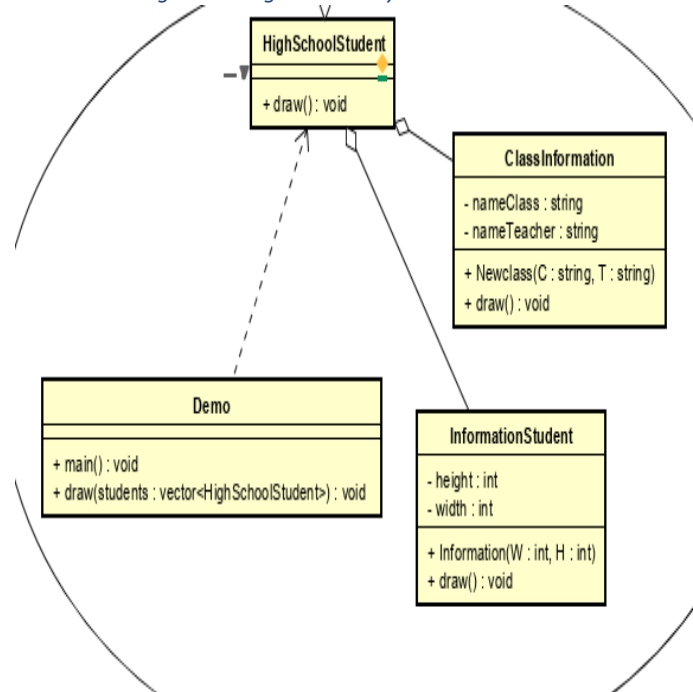 HighSchoolStudent
+ draw() : void
ClassInformation
- nameClass : string
- nameTeacher : string
+ Newclass(C : string, T : string)
+ draw() : void
Demo
+ main() : void
+ draw(students : vector<HighSchoolStudent>) : void
InformationStudent
- height : int
- width : int
+ Information(W : int, H : int)
+ draw() : void